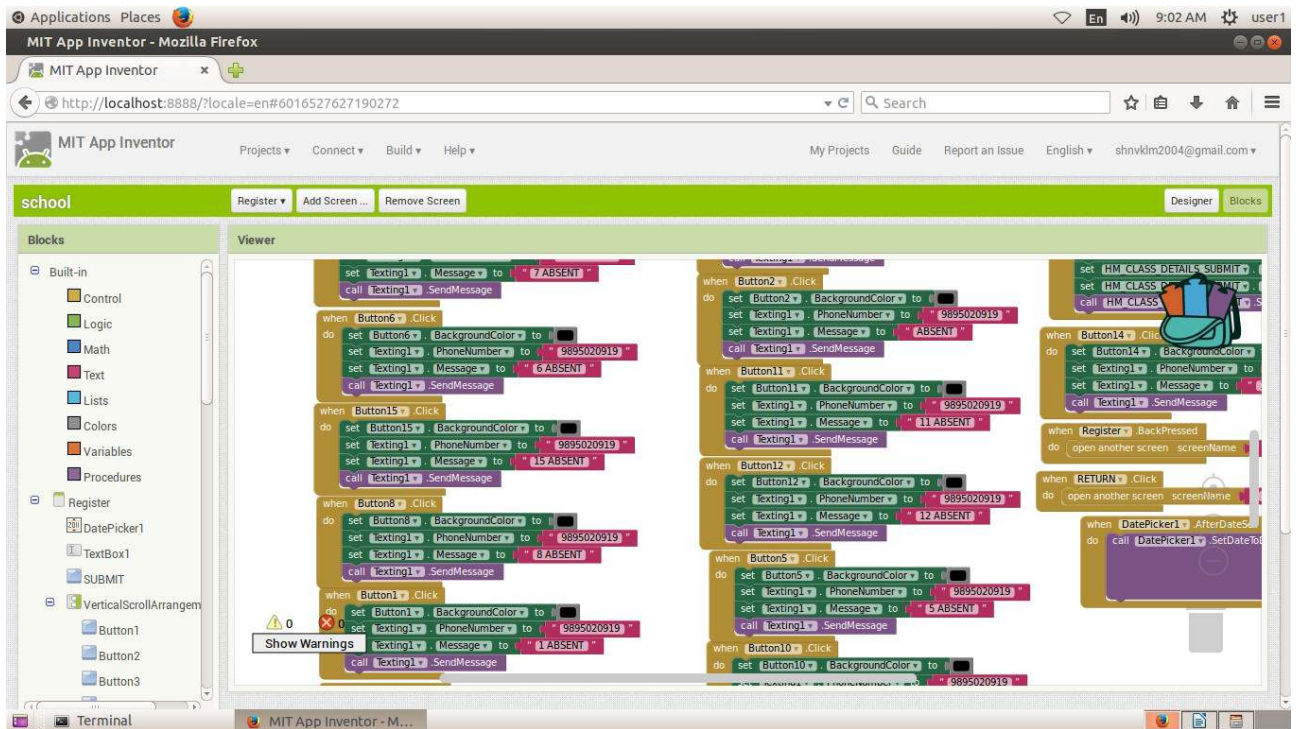 Applications Places
En 9:02 AM user1
MIT App Inventor - Mozilla Firefox
MIT App Inventor
http://localhost:8888/?locale=en#6016527627190272
Search
MIT App Inventor
Projects Connect Build Help
My Projects Guide Report an Issue English shnvklm2004@gmail.com
school
Register Add Screen ... Remove Screen
Designer Blocks
Blocks
Built-in
Control
Logic
Math
Text
Lists
Colors
Variables
Procedures
Register
DatePicker1
TextBox1
SUBMIT
VerticalScrollArrangem
Button1
Button2
Button3
Viewer
set Texting1 . Message to " 7 ABSENT "
call Texting1 .SendMessage
when Button6 .Click
do set Button6 . BackgroundColor to
set Texting1 . PhoneNumber to " 9895020919 "
set Texting1 . Message to " 6 ABSENT "
call Texting1 .SendMessage
when Button15 .Click
do set Button15 . BackgroundColor to
set Texting1 . PhoneNumber to " 9895020919 "
set Texting1 . Message to " 15 ABSENT "
call Texting1 .SendMessage
when Button8 .Click
do set Button8 . BackgroundColor to
set Texting1 . PhoneNumber to " 9895020919 "
set Texting1 . Message to " 8 ABSENT "
call Texting1 .SendMessage
when Button1 .Click
do set Button1 . BackgroundColor to
set Texting1 . PhoneNumber to " 9895020919 "
Texting1 . Message to " 1 ABSENT "
call Texting1 .SendMessage
0 0
Show Warnings
when Button2 .Click
do set Button2 . BackgroundColor to
set Texting1 . PhoneNumber to " 9895020919 "
set Texting1 . Message to " ABSENT "
call Texting1 .SendMessage
when Button11 .Click
do set Button11 . BackgroundColor to
set Texting1 . PhoneNumber to " 9895020919 "
set Texting1 . Message to " 11 ABSENT "
call Texting1 .SendMessage
when Button12 .Click
do set Button12 . BackgroundColor to
set Texting1 . PhoneNumber to " 9895020919 "
set Texting1 . Message to " 12 ABSENT "
call Texting1 .SendMessage
when Button5 .Click
do set Button5 . BackgroundColor to
set Texting1 . PhoneNumber to " 9895020919 "
set Texting1 . Message to " 5 ABSENT "
call Texting1 .SendMessage
when Button10 .Click
do set Button10 . BackgroundColor to
" 9895020919 "
set HM_CLASS_DETAILS_SUBMIT .
set HM_CLASS
call HM_CLASS
when Button14 .Clic
do set Button14 . BackgroundColor
set Texting1 . PhoneNumber to
set Texting1 . Message to "
call Texting1 .SendMessage
when Register .BackPressed
do open another screen screenName
when RETURN .Click
do open another screen screenName
when DatePicker1 .AfterDateS
do call DatePicker1 .SetDateTo
Terminal
MIT App Inventor - M...